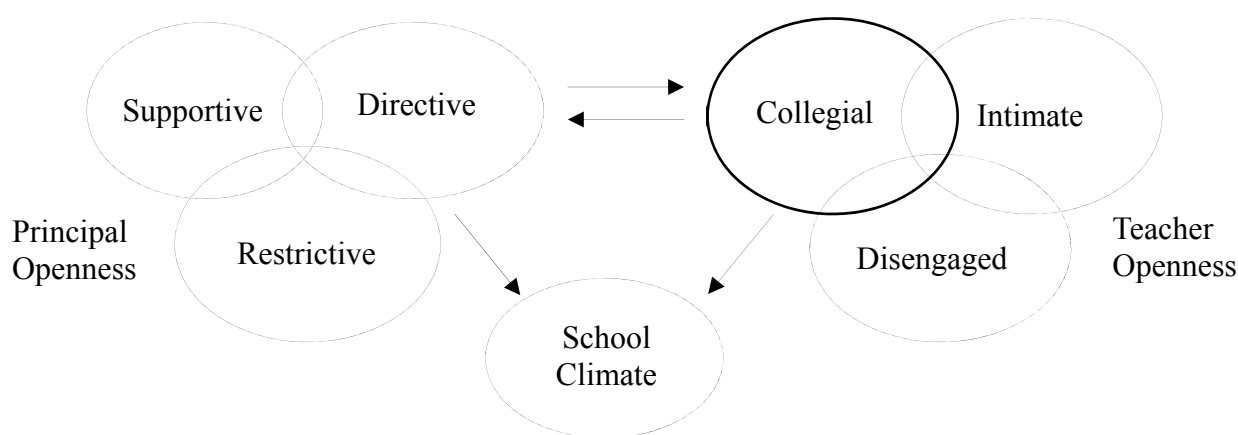 Supportive
Directive
Collegial
Intimate
Principal
Openness
Restrictive
Disengaged
Teacher
Openness
School
Climate